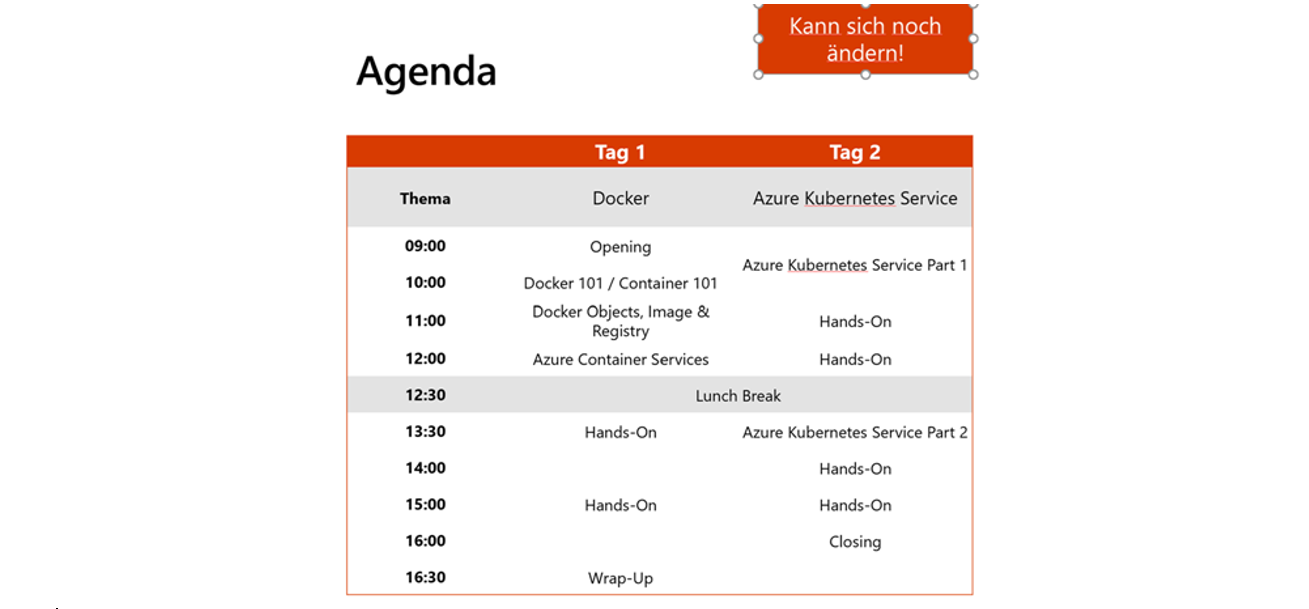 Kann sich noch
ändern!
Agenda
Tag 1 Tag 2
Thema Docker Azure Kubernetes Service
09:00 Opening
Azure Kubernetes Service Part 1
10:00 Docker 101 / Container 101
11:00 Docker Objects, Image &
Registry Hands-On
12:00 Azure Container Services Hands-On
12:30 Lunch Break
13:30 Hands-On Azure Kubernetes Service Part 2
14:00 Hands-On
15:00 Hands-On Hands-On
16:00 Closing
16:30 Wrap-Up